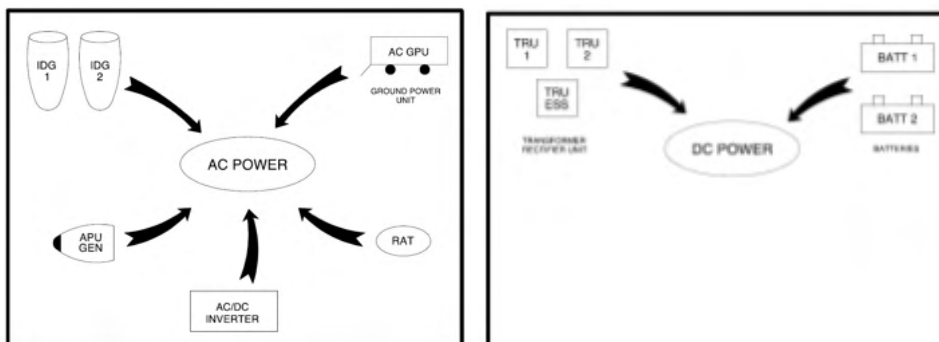 IDG
1
IDG
2
AC GPU
GROUND POWER
UNIT
AC POWER
APU
GEN
RAT
AC/DC
INVERTER
TRU
1
TRU
2
TRU
ESS
TRANSFORMER
RECTIFIER UNIT
BATT 1
BATT 2
BATTERIES
DC POWER